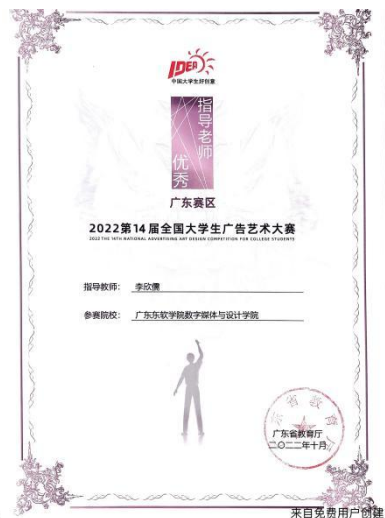 IDEA
中国大学生好创意
指导老师
优秀
广东赛区
2022第14届全国大学生广告艺术大赛
2022 THE 14TH NATIONAL ADVERTISING ART DESIGN COMPETITION FOR COLLEGE STUDENTS
指导教师： 李欣儒
参赛院校： 广东东软学院数字媒体与设计学院
广东省教育厅
二〇二二年十月
来自免费用户创建